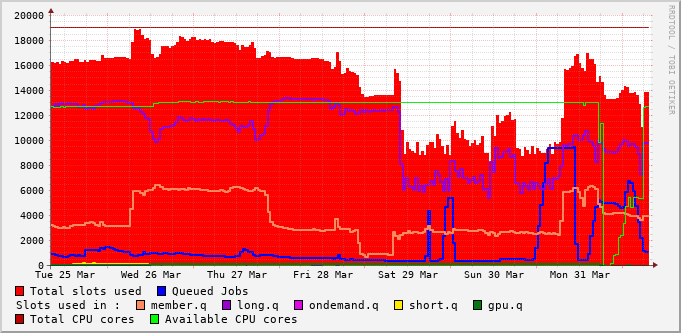 20000
18000
16000
14000
12000
10000
8000
6000
4000
2000
0
Tue 25 Mar Wed 26 Mar Thu 27 Mar Fri 28 Mar Sat 29 Mar Sun 30 Mar Mon 31 Mar
Total slots used Queued Jobs
Slots used in : member.q long.q ondemand.q short.q gpu.q
Total CPU cores Available CPU cores
RRDTOOL / TOBI OETIKER